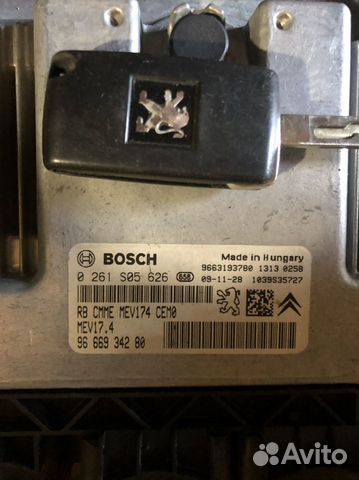 BOSCH
Made in Hungary
9663193780 1313 0258
0 261 S05 626 658
09-11-28 1039S35727
RB CMME MEV174 CEM0
MEV17.4
96 669 342 80
Avito